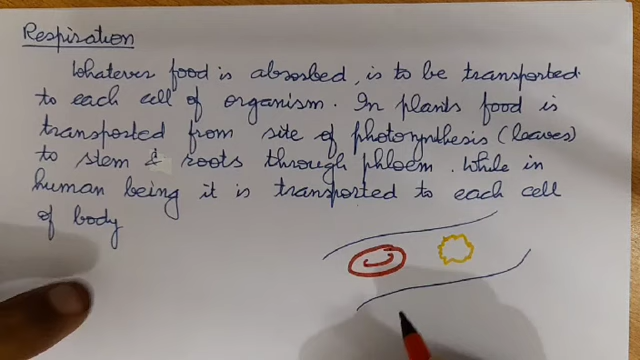 Respiration
Whatever food is absorbed, is to be transported
to each cell of organism. In plants food is
transported from site of photosynthesis (leaves)
to stem & roots through phloem. While in
human being it is transported to each cell
of body